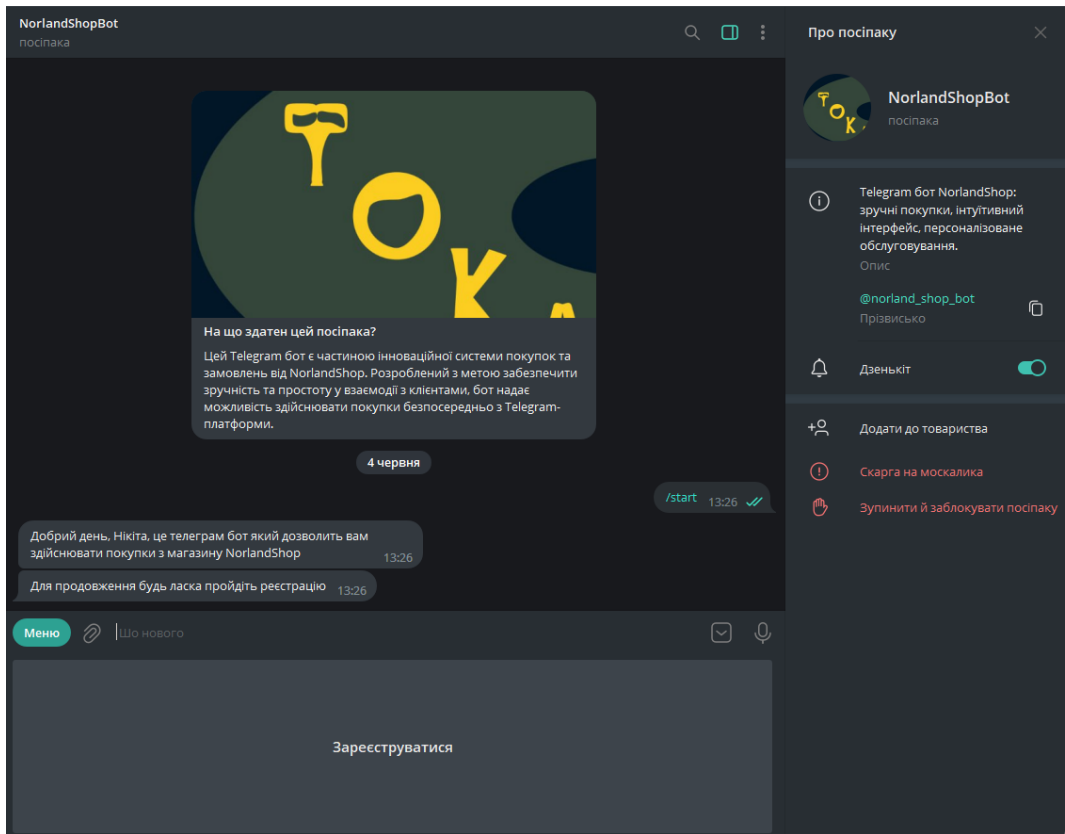 NorlandShopBot
посіпака
Про посіпаку
NorlandShopBot
посіпака
Telegram бот NorlandShop:
зручні покупки, інтуїтивний
інтерфейс, персоналізоване
обслуговування.
Опис
@norland_shop_bot
Прізвисько
Дзенькіт
Додати до товариства
Скарга на москалика
Зупинити й заблокувати посіпаку
TOKA
TOK
На що здатен цей посіпака?
Цей Telegram бот є частиною інноваційної системи покупок та
замовлень від NorlandShop. Розроблений з метою забезпечити
зручність та простоту у взаємодії з клієнтами, бот надає
можливість здійснювати покупки безпосередньо з Telegram-
платформи.
4 червня
/start 13:26
Добрий день, Нікіта, це телеграм бот який дозволить вам
здійснювати покупки з магазину NorlandShop 13:26
Для продовження будь ласка пройдіть реєстрацію 13:26
Меню
Шо нового
Зареєструватися